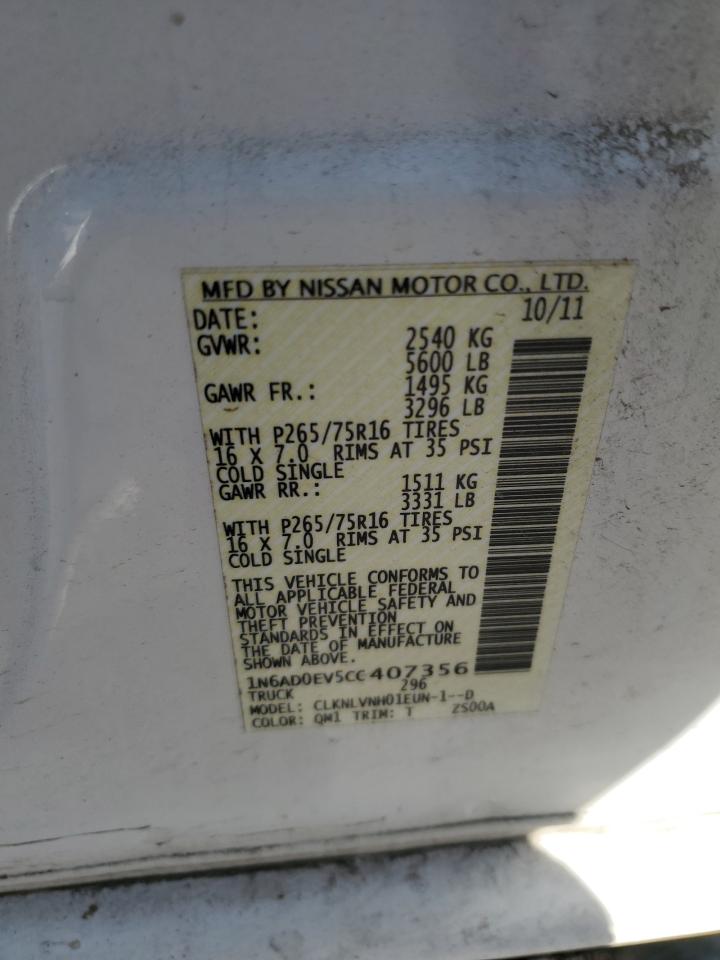 MFD BY NISSAN MOTOR CO., LTD.
DATE: 10/11
GVWR: 2540 KG
5600 LB
GAWR FR.: 1495 KG
3296 LB
WITH P265/75R16 TIRES
16 X 7.0 RIMS AT 35 PSI
COLD SINGLE
GAWR RR.: 1511 KG
3331 LB
WITH P265/75R16 TIRES
16 X 7.0 RIMS AT 35 PSI
COLD SINGLE
THIS VEHICLE CONFORMS TO
ALL APPLICABLE FEDERAL
MOTOR VEHICLE SAFETY AND
THEFT PREVENTION
STANDARDS IN EFFECT ON
THE DATE OF MANUFACTURE
SHOWN ABOVE.
1N6AD0EV5CC407356
TRUCK 296
MODEL: CLKNLVNH01EUN-1--D
COLOR: QM1 TRIM: T ZS00A